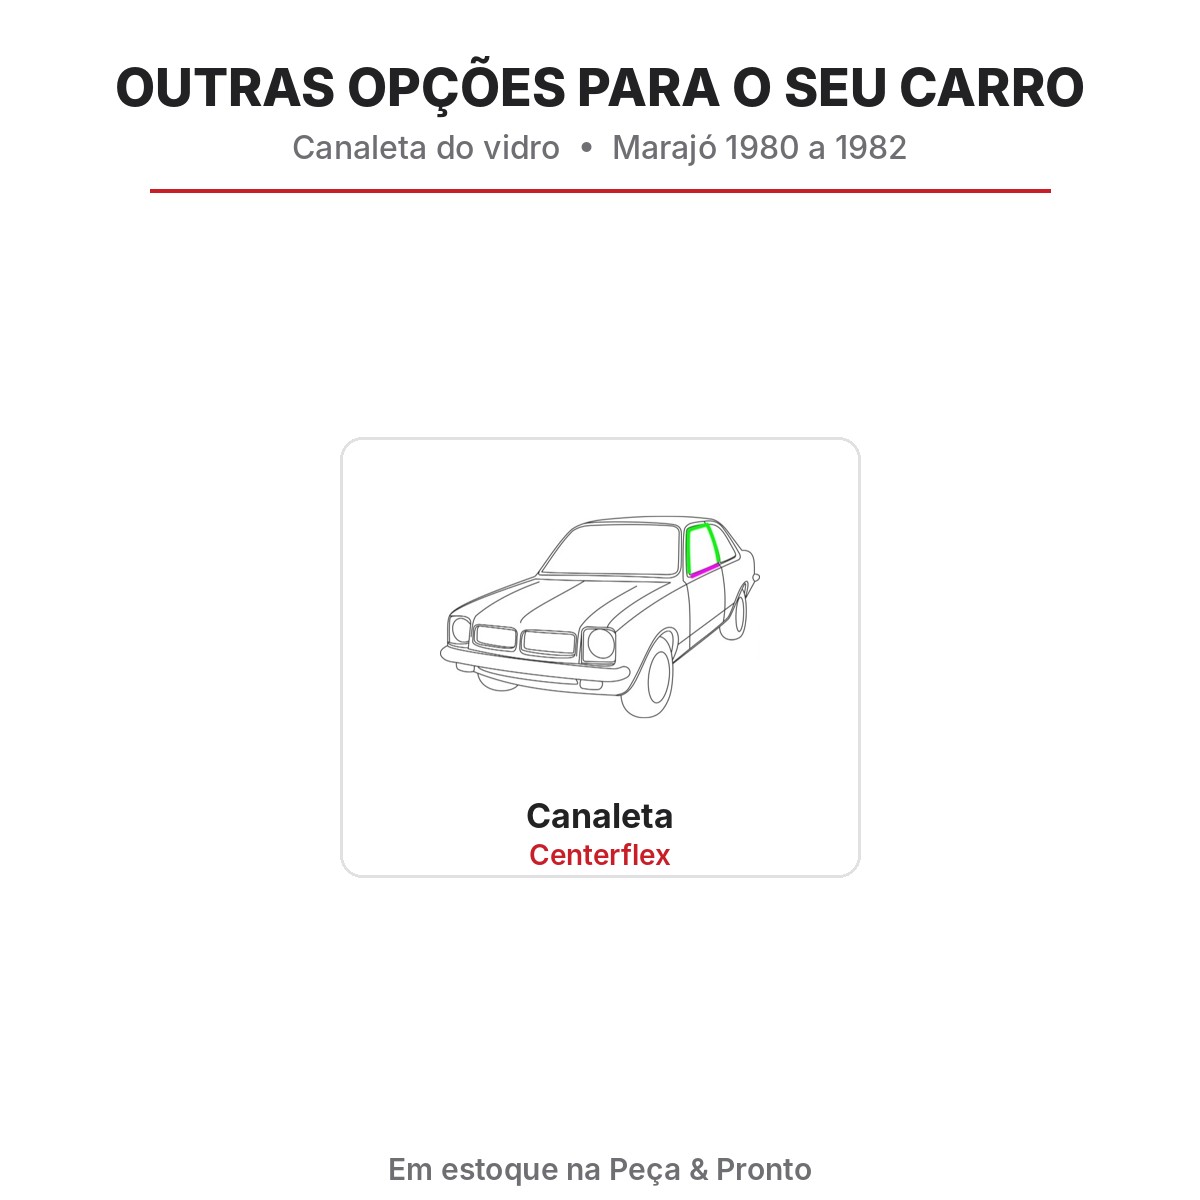 OUTRAS OPÇÕES PARA O SEU CARRO
Canaleta do vidro • Marajó 1980 a 1982
Canaleta
Centerflex
Em estoque na Peça & Pronto